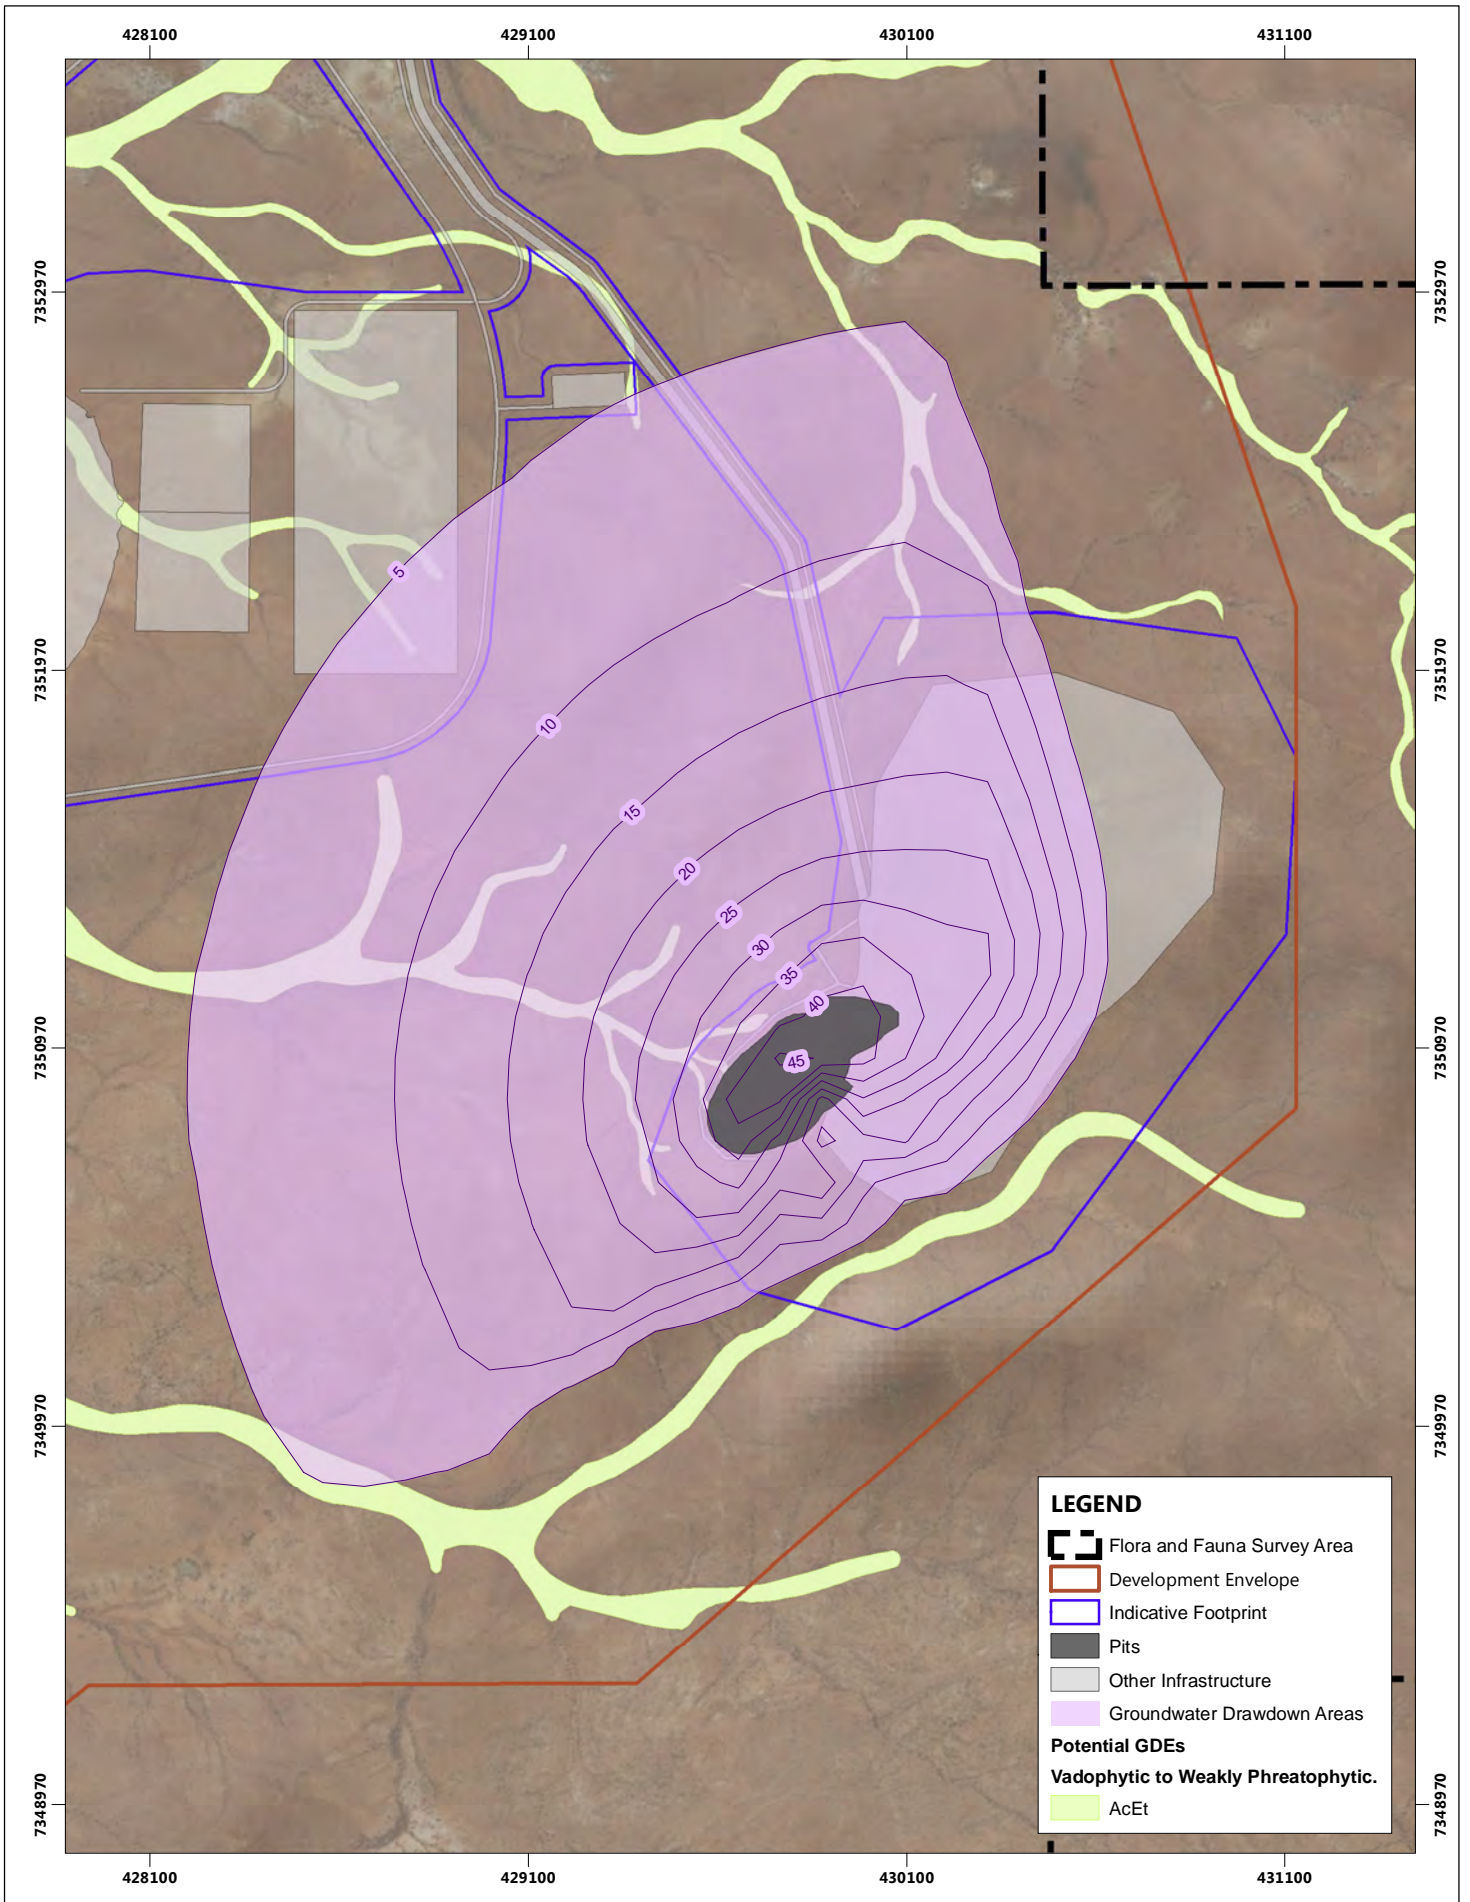 428100
429100
430100
431100
7352970
7352970
5
7351970
7351970
10
15
20
25
30
35
40
7350970
7350970
45
7349970
7349970
LEGEND
Flora and Fauna Survey Area
Development Envelope
Indicative Footprint
Pits
Other Infrastructure
Groundwater Drawdown Areas
Potential GDEs
Vadophytic to Weakly Phreatophytic.
AcEt
7348970
7348970
428100
429100
430100
431100